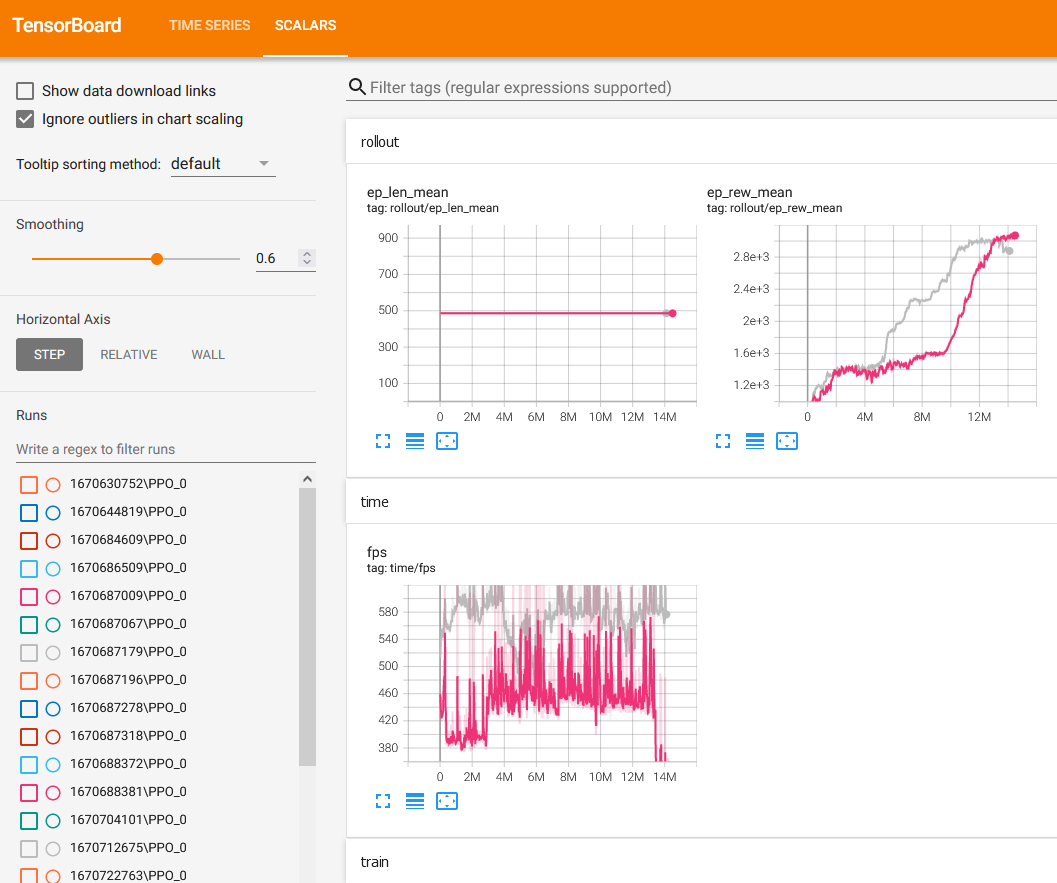 TensorBoard TIME SERIES SCALARS
Show data download links
Ignore outliers in chart scaling
Tooltip sorting method: default
Smoothing
0.6
Horizontal Axis
STEP RELATIVE WALL
Runs
Write a regex to filter runs
1670630752\PPO_0
1670644819\PPO_0
1670684609\PPO_0
1670686509\PPO_0
1670687009\PPO_0
1670687067\PPO_0
1670687179\PPO_0
1670687196\PPO_0
1670687278\PPO_0
1670687318\PPO_0
1670688372\PPO_0
1670688381\PPO_0
1670704101\PPO_0
1670712675\PPO_0
1670722763\PPO_0
Filter tags (regular expressions supported)
rollout
ep_len_mean
tag: rollout/ep_len_mean
900
700
500
300
100
0 2M 4M 6M 8M 10M 12M 14M
ep_rew_mean
tag: rollout/ep_rew_mean
2.8e+3
2.4e+3
2e+3
1.6e+3
1.2e+3
0 4M 8M 12M
time
fps
tag: time/fps
580
540
500
460
420
380
0 2M 4M 6M 8M 10M 12M 14M
train